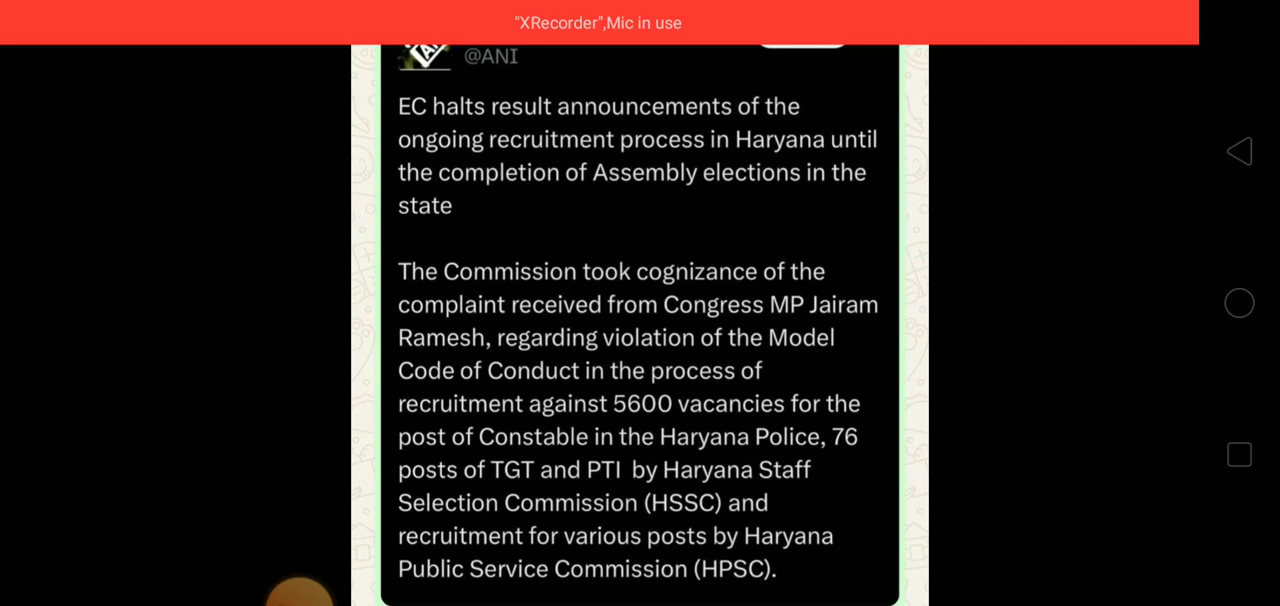 "XRecorder",Mic in use
@ANI
EC halts result announcements of the
ongoing recruitment process in Haryana until
the completion of Assembly elections in the
state
The Commission took cognizance of the
complaint received from Congress MP Jairam
Ramesh, regarding violation of the Model
Code of Conduct in the process of
recruitment against 5600 vacancies for the
post of Constable in the Haryana Police, 76
posts of TGT and PTI by Haryana Staff
Selection Commission (HSSC) and
recruitment for various posts by Haryana
Public Service Commission (HPSC).